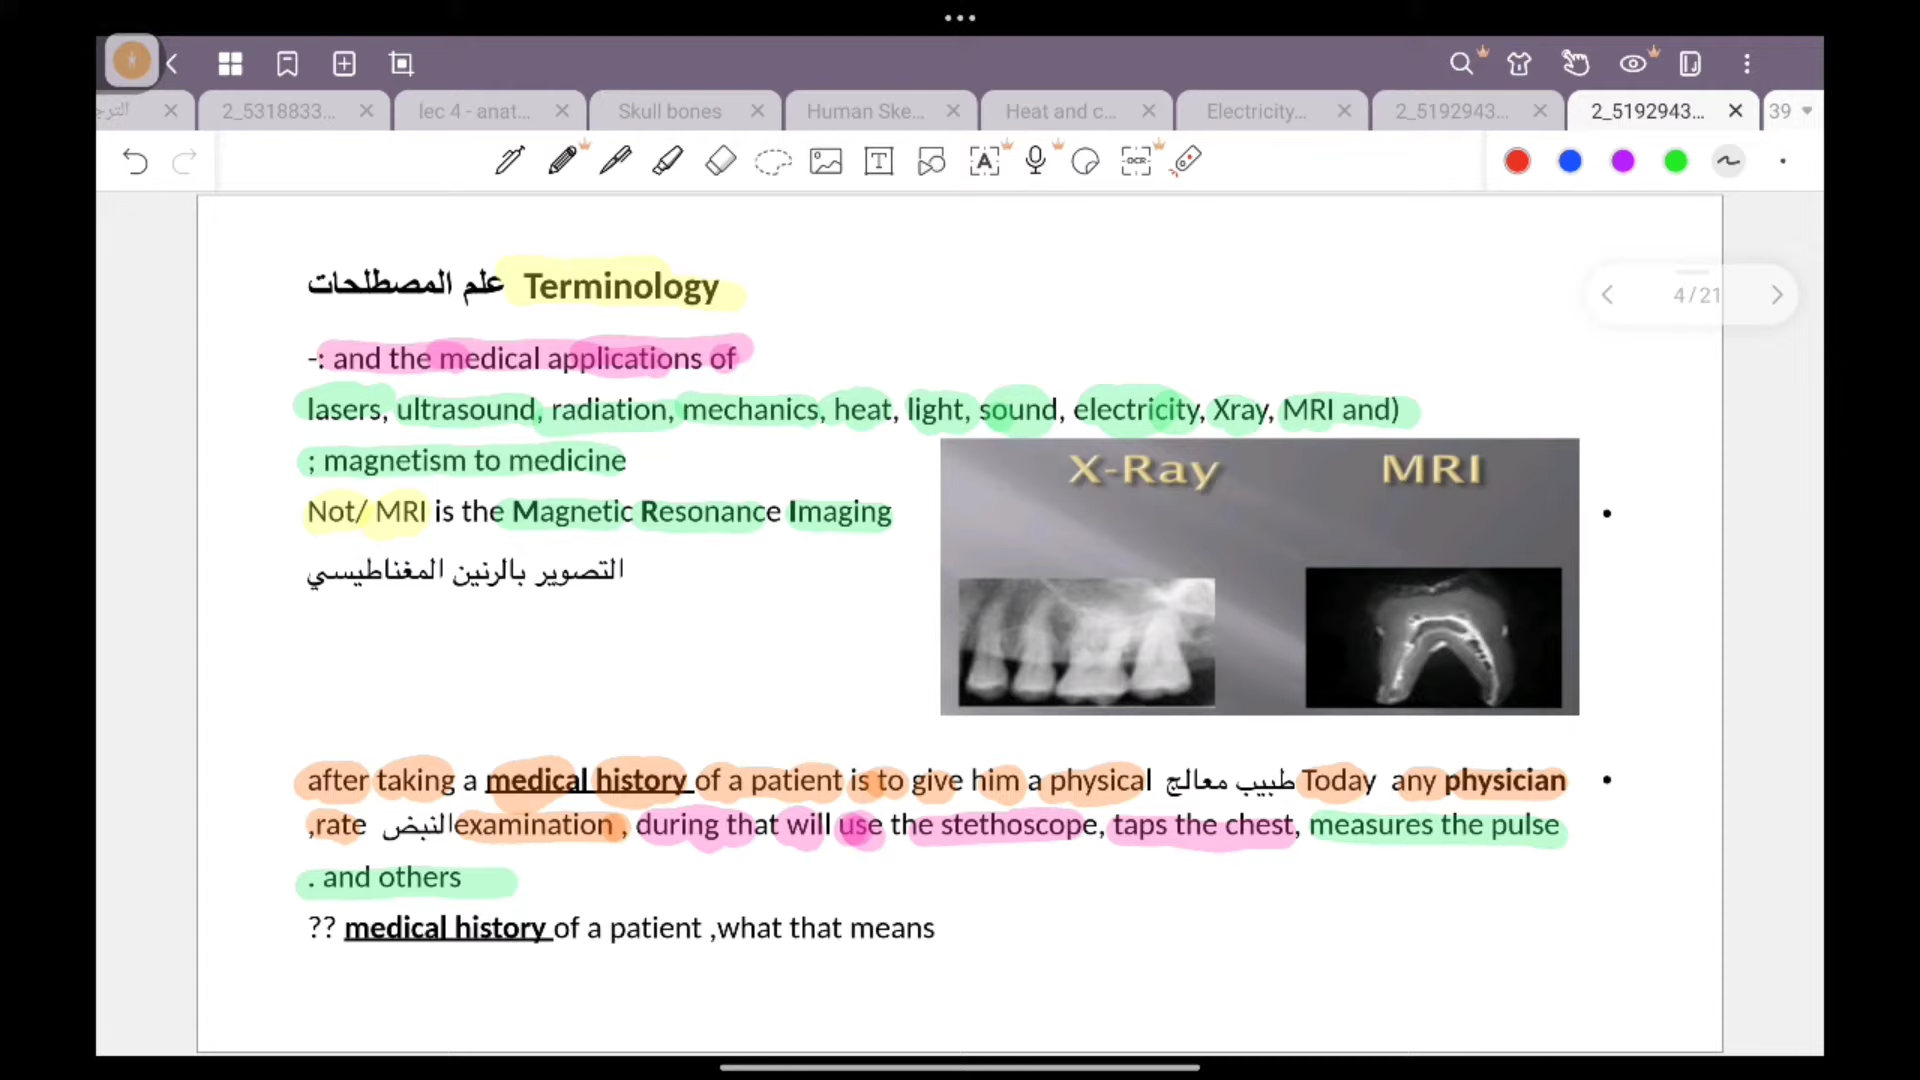 التر
2_5318833...
lec 4 - anat...
Skull bones
Human Ske...
Heat and c...
Electricity...
2_5192943...
2_5192943...
39
A
T
OCR
4/21
علم المصطلحات Terminology
-: and the medical applications of
lasers, ultrasound, radiation, mechanics, heat, light, sound, electricity, Xray, MRI and)
; magnetism to medicine
X-Ray MRI
Not/ MRI is the Magnetic Resonance Imaging
التصوير بالرنين المغناطيسي
after taking a medical history of a patient is to give him a physical طبيب معالج Today any physician
,rate النبضexamination , during that will use the stethoscope, taps the chest, measures the pulse
. and others
?? medical history of a patient ,what that means